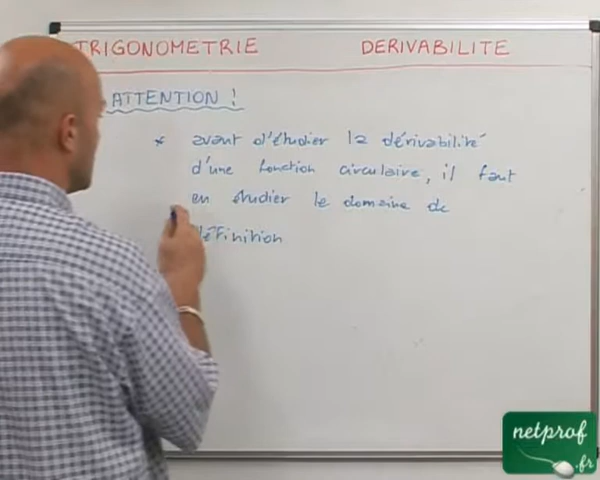 TRIGONOMETRIE DERIVABILITE
ATTENTION !
* avant d'étudier la dérivabilité
d'une fonction circulaire, il faut
en étudier le domaine de
définition
netprof
.fr